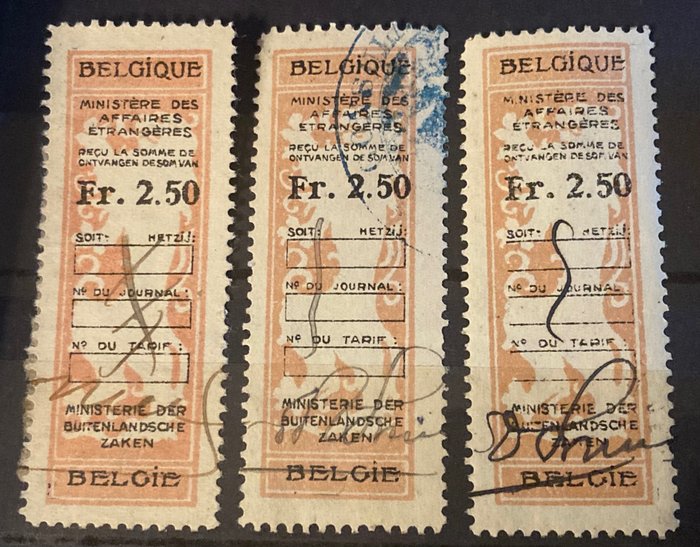 BELGIQUE
MINISTÈRE DES
AFFAIRES
ETRANGÈRES
REÇU LA SOMME DE
ONTVANGEN DE SOM VAN
Fr. 2.50
SOIT: HETZIJ:
Nº DU JOURNAL:
Nº DU TARIF:
MINISTERIE DER
BUITENLANDSCHE
ZAKEN
BELGIE
BELGIQUE
MINISTÈRE DES
AFFAIRES
ETRANGÈRES
REÇU LA SOMME DE
ONTVANGEN DE SOM VAN
Fr. 2.50
SOIT: HETZIJ:
Nº DU JOURNAL:
Nº DU TARIF:
MINISTERIE DER
BUITENLANDSCHE
ZAKEN
BELGIE
BELGIQUE
MINISTÈRE DES
AFFAIRES
ETRANGÈRES
REÇU LA SOMME DE
ONTVANGEN DE SOM VAN
Fr. 2.50
SOIT: HETZIJ:
Nº DU JOURNAL:
Nº DU TARIF:
MINISTERIE DER
BUITENLANDSCHE
ZAKEN
BELGIE